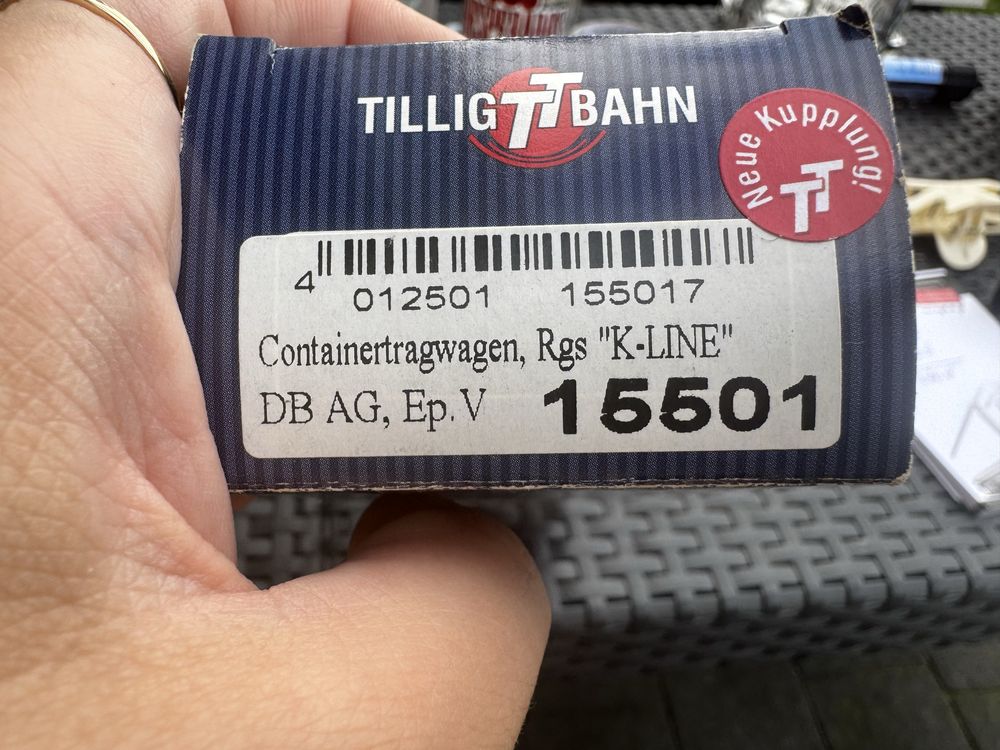 TILLIG TT BAHN
Neue Kupplung!
TT
4 012501 155017
Containertragwagen, Rgs "K-LINE"
DB AG, Ep. V 15501